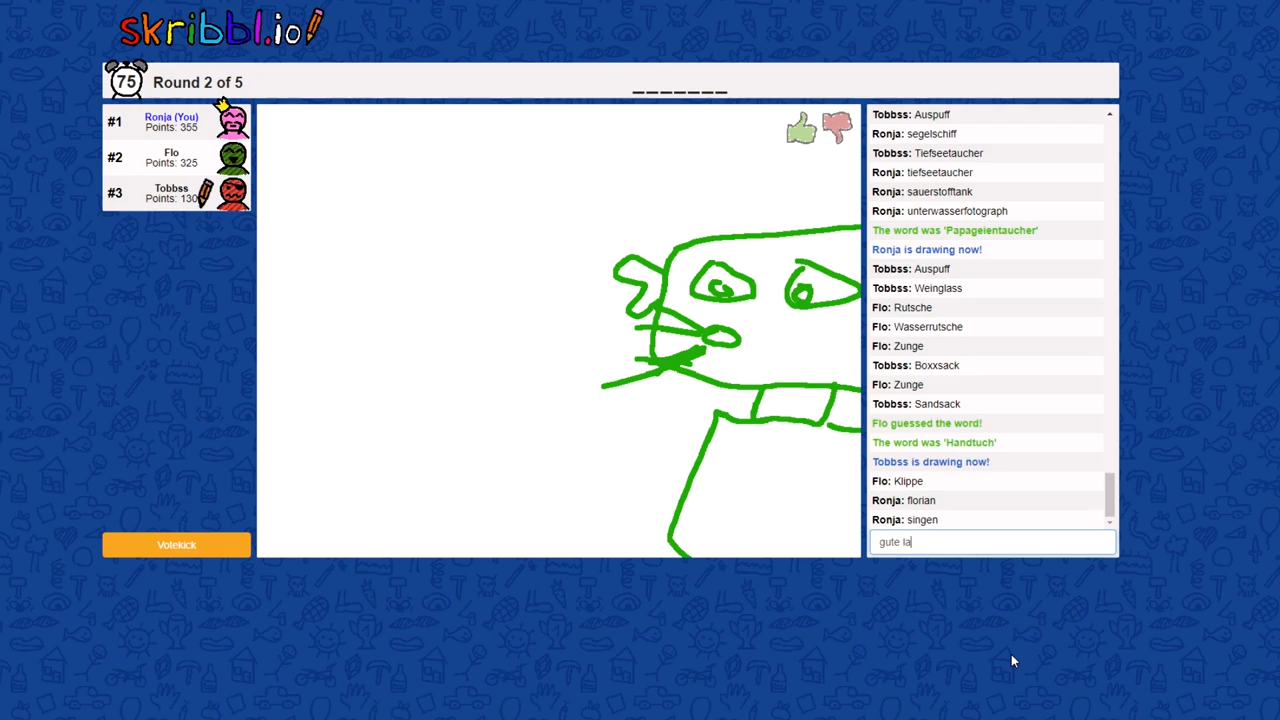 skribbl.io
75
Round 2 of 5
_______
#1
Ronja (You)
Points: 355
#2
Flo
Points: 325
#3
Tobbss
Points: 130
Votekick
Tobbss: Auspuff
Ronja: segelschiff
Tobbss: Tiefseetaucher
Ronja: tiefseetaucher
Ronja: sauerstofftank
Ronja: unterwasserfotograph
The word was 'Papageientaucher'
Ronja is drawing now!
Tobbss: Auspuff
Tobbss: Weinglass
Flo: Rutsche
Flo: Wasserrutsche
Flo: Zunge
Tobbss: Boxxsack
Flo: Zunge
Tobbss: Sandsack
Flo guessed the word!
The word was 'Handtuch'
Tobbss is drawing now!
Flo: Klippe
Ronja: florian
Ronja: singen
gute la